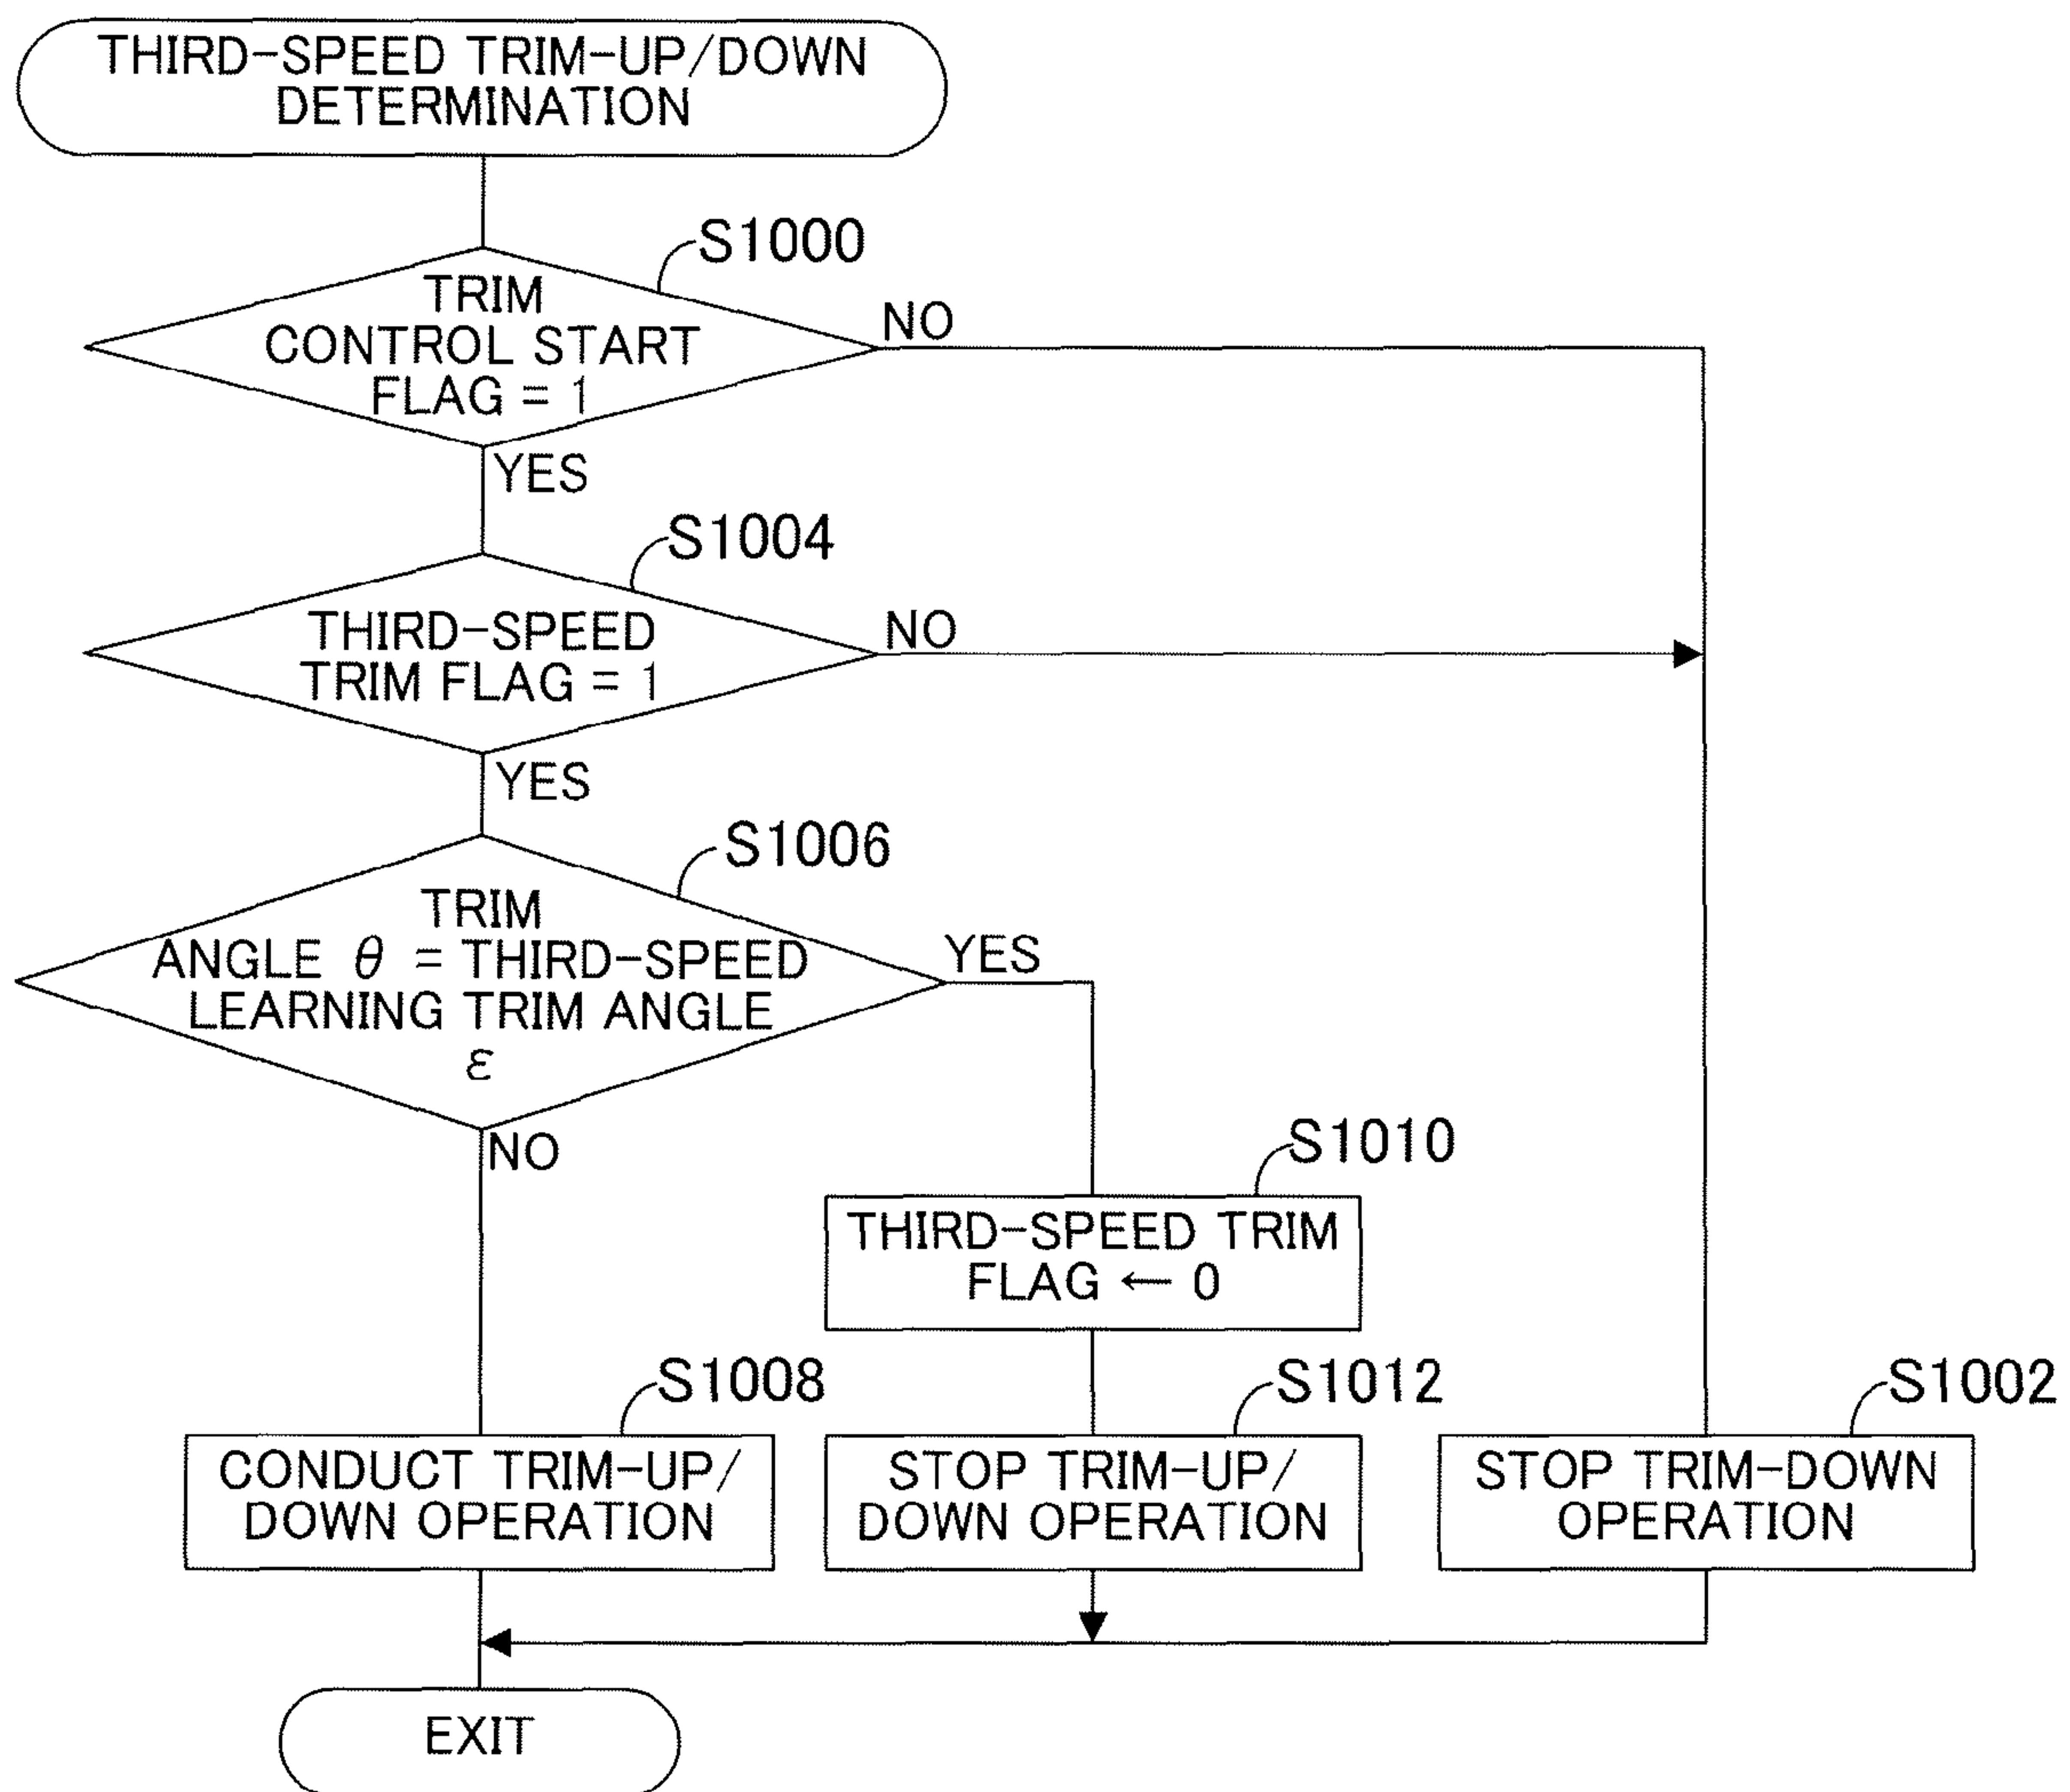 THIRD-SPEED TRIM-UP/DOWN
DETERMINATION
S1000
TRIM
CONTROL START
FLAG = 1
NO
YES
S1004
THIRD-SPEED
TRIM FLAG = 1
NO
YES
S1006
TRIM
ANGLE θ = THIRD-SPEED
LEARNING TRIM ANGLE
ε
YES
NO
S1010
THIRD-SPEED TRIM
FLAG ← 0
S1008
CONDUCT TRIM-UP/
DOWN OPERATION
S1012
STOP TRIM-UP/
DOWN OPERATION
S1002
STOP TRIM-DOWN
OPERATION
EXIT